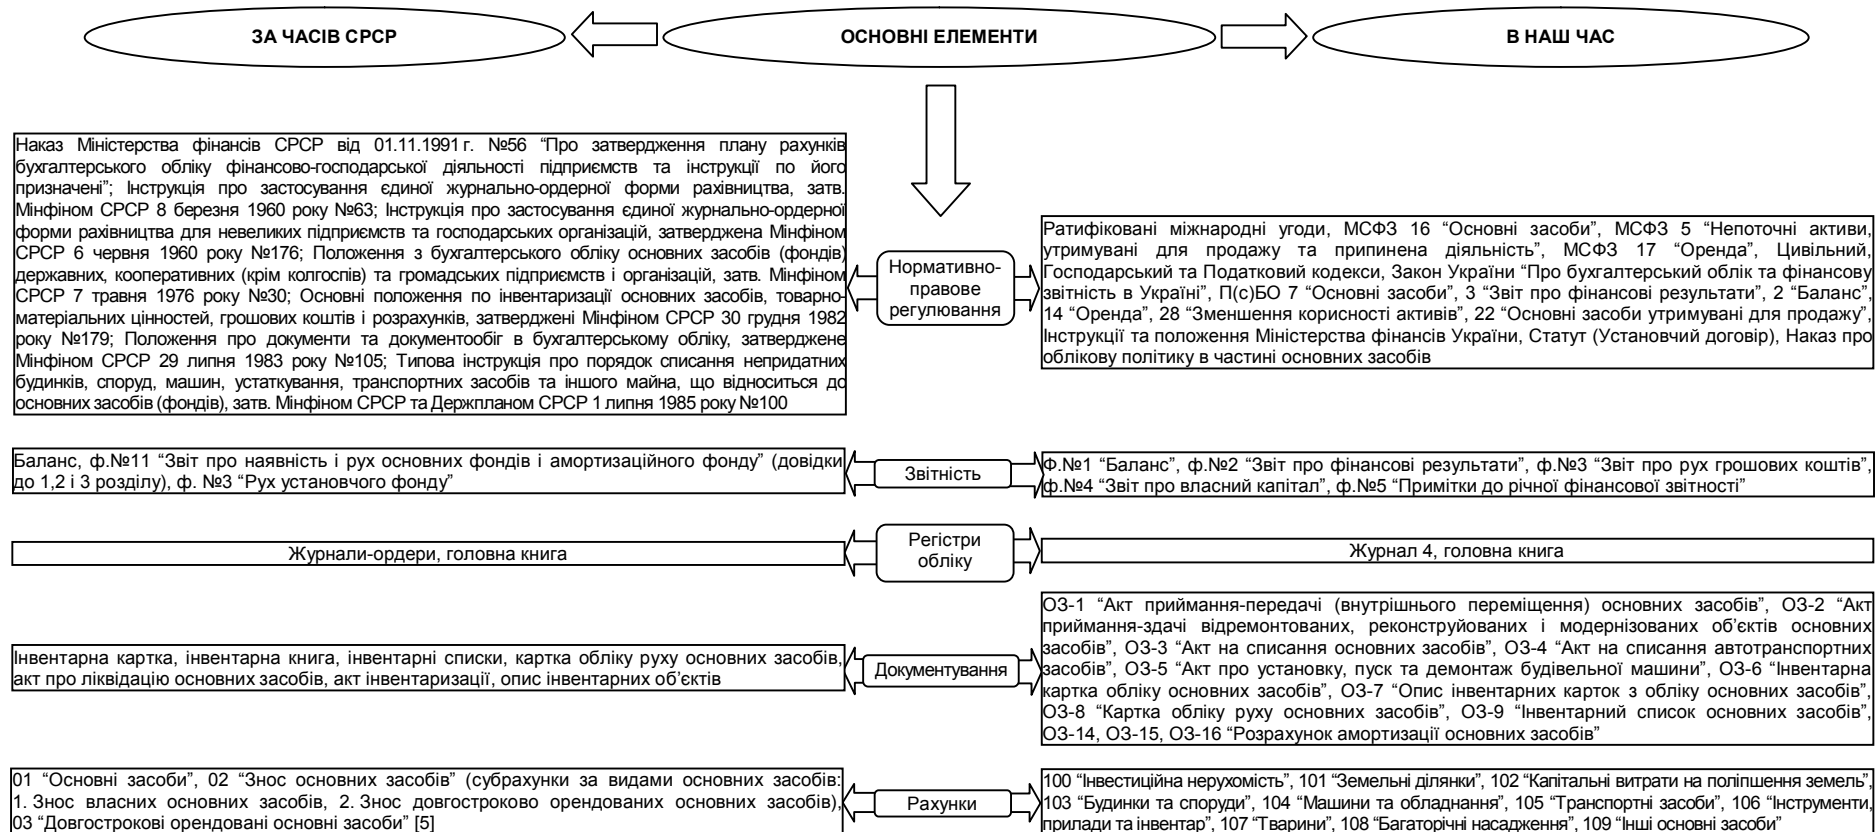 ЗА ЧАСІВ СРСР
ОСНОВНІ ЕЛЕМЕНТИ
В НАШ ЧАС
Наказ Міністерства фінансів СРСР від 01.11.1991 г. №56 “Про затвердження плану рахунків
бухгалтерського обліку фінансово-господарської діяльності підприємств та інструкції по його
призначені”; Інструкція про застосування єдиної журнально-ордерної форми рахівництва, затв.
Мінфіном СРСР 8 березня 1960 року №63; Інструкція про застосування єдиної журнально-ордерної
форми рахівництва для невеликих підприємств та господарських організацій, затверджена Мінфіном
СРСР 6 червня 1960 року №176; Положення з бухгалтерського обліку основних засобів (фондів)
державних, кооперативних (крім колгоспів) та громадських підприємств і організацій, затв. Мінфіном
СРСР 7 травня 1976 року №30; Основні положення по інвентаризації основних засобів, товарно-
матеріальних цінностей, грошових коштів і розрахунків, затверджені Мінфіном СРСР 30 грудня 1982
року №179; Положення про документи та документообіг в бухгалтерському обліку, затверджене
Мінфіном СРСР 29 липня 1983 року №105; Типова інструкція про порядок списання непридатних
будинків, споруд, машин, устаткування, транспортних засобів та іншого майна, що відноситься до
основних засобів (фондів), затв. Мінфіном СРСР та Держпланом СРСР 1 липня 1985 року №100
Нормативно-
правове
регулювання
Ратифіковані міжнародні угоди, МСФЗ 16 “Основні засоби”, МСФЗ 5 “Непоточні активи,
утримувані для продажу та припинена діяльність”, МСФЗ 17 “Оренда”, Цивільний,
Господарський та Податковий кодекси, Закон України “Про бухгалтерський облік та фінансову
звітність в Україні”, П(с)БО 7 “Основні засоби”, 3 “Звіт про фінансові результати”, 2 “Баланс”,
14 “Оренда”, 28 “Зменшення корисності активів”, 22 “Основні засоби утримувані для продажу”,
Інструкції та положення Міністерства фінансів України, Статут (Установчий договір), Наказ про
облікову політику в частині основних засобів
Баланс, ф.№11 “Звіт про наявність і рух основних фондів і амортизаційного фонду” (довідки
до 1,2 і 3 розділу), ф. №3 “Рух установчого фонду”
Звітність
Ф.№1 “Баланс”, ф.№2 “Звіт про фінансові результати”, ф.№3 “Звіт про рух грошових коштів”,
ф.№4 “Звіт про власний капітал”, ф.№5 “Примітки до річної фінансової звітності”
Журнали-ордери, головна книга
Регістри
обліку
Журнал 4, головна книга
Інвентарна картка, інвентарна книга, інвентарні списки, картка обліку руху основних засобів,
акт про ліквідацію основних засобів, акт інвентаризації, опис інвентарних об’єктів
Документування
ОЗ-1 “Акт приймання-передачі (внутрішнього переміщення) основних засобів”, ОЗ-2 “Акт
приймання-здачі відремонтованих, реконструйованих і модернізованих об’єктів основних
засобів”, ОЗ-3 “Акт на списання основних засобів”, ОЗ-4 “Акт на списання автотранспортних
засобів”, ОЗ-5 “Акт про установку, пуск та демонтаж будівельної машини”, ОЗ-6 “Інвентарна
картка обліку основних засобів”, ОЗ-7 “Опис інвентарних карток з обліку основних засобів”,
ОЗ-8 “Картка обліку руху основних засобів”, ОЗ-9 “Інвентарний список основних засобів”,
ОЗ-14, ОЗ-15, ОЗ-16 “Розрахунок амортизації основних засобів”
01 “Основні засоби”, 02 “Знос основних засобів” (субрахунки за видами основних засобів:
1. Знос власних основних засобів, 2. Знос довгостроково орендованих основних засобів),
03 “Довгострокові орендовані основні засоби” [5]
Рахунки
100 “Інвестиційна нерухомість”, 101 “Земельні ділянки”, 102 “Капітальні витрати на поліпшення земель”,
103 “Будинки та споруди”, 104 “Машини та обладнання”, 105 “Транспортні засоби”, 106 “Інструменти,
прилади та інвентар”, 107 “Тварини”, 108 “Багаторічні насадження”, 109 “Інші основні засоби”